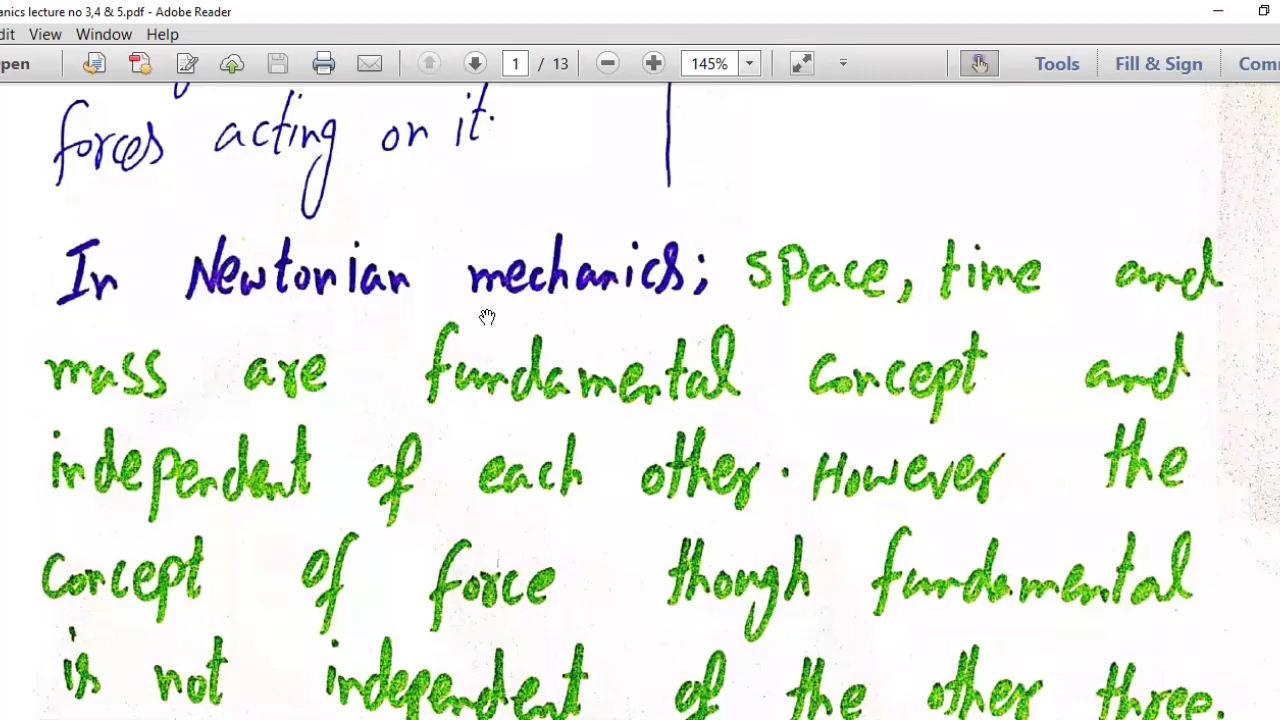 anics lecture no 3,4 & 5.pdf - Adobe Reader
dit View Window Help
pen 1 / 13 145% Tools Fill & Sign Com
forces acting on it.
In Newtonian mechanics; space, time and
mass are fundamental concept and
independent of each other. However the
concept of force though fundamental
is not independent of the other three.